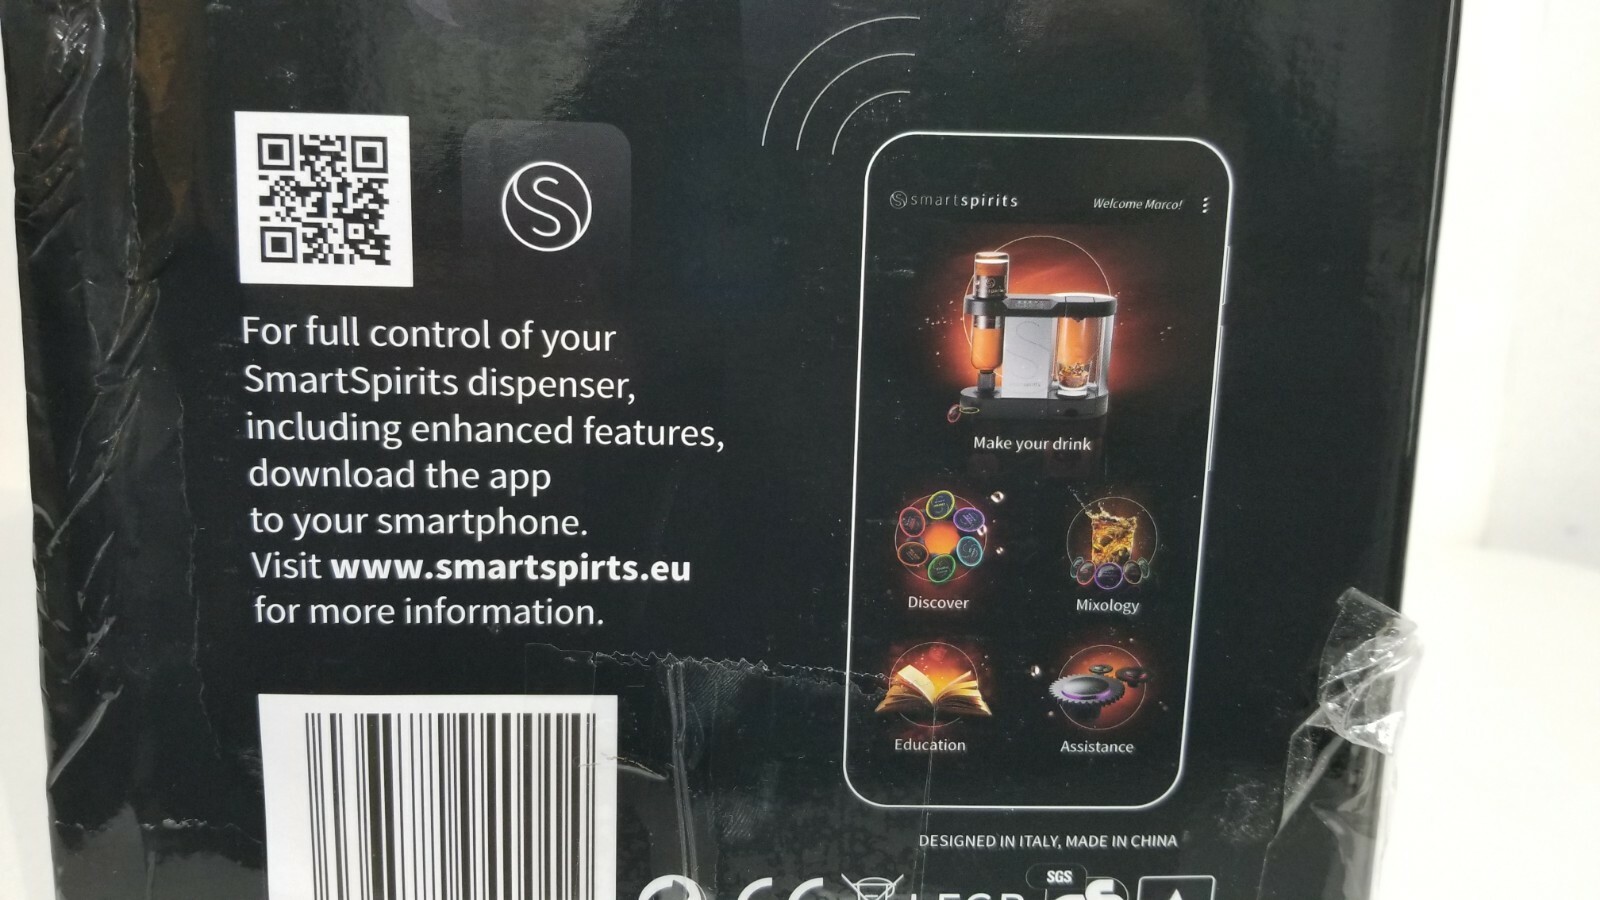 For full control of your
SmartSpirits dispenser,
including enhanced features,
download the app
to your smartphone.
Visit www.smartspirts.eu
for more information.
smartspirits
Welcome Marco!
Make your drink
Discover
Mixology
Education
Assistance
DESIGNED IN ITALY, MADE IN CHINA
SGS